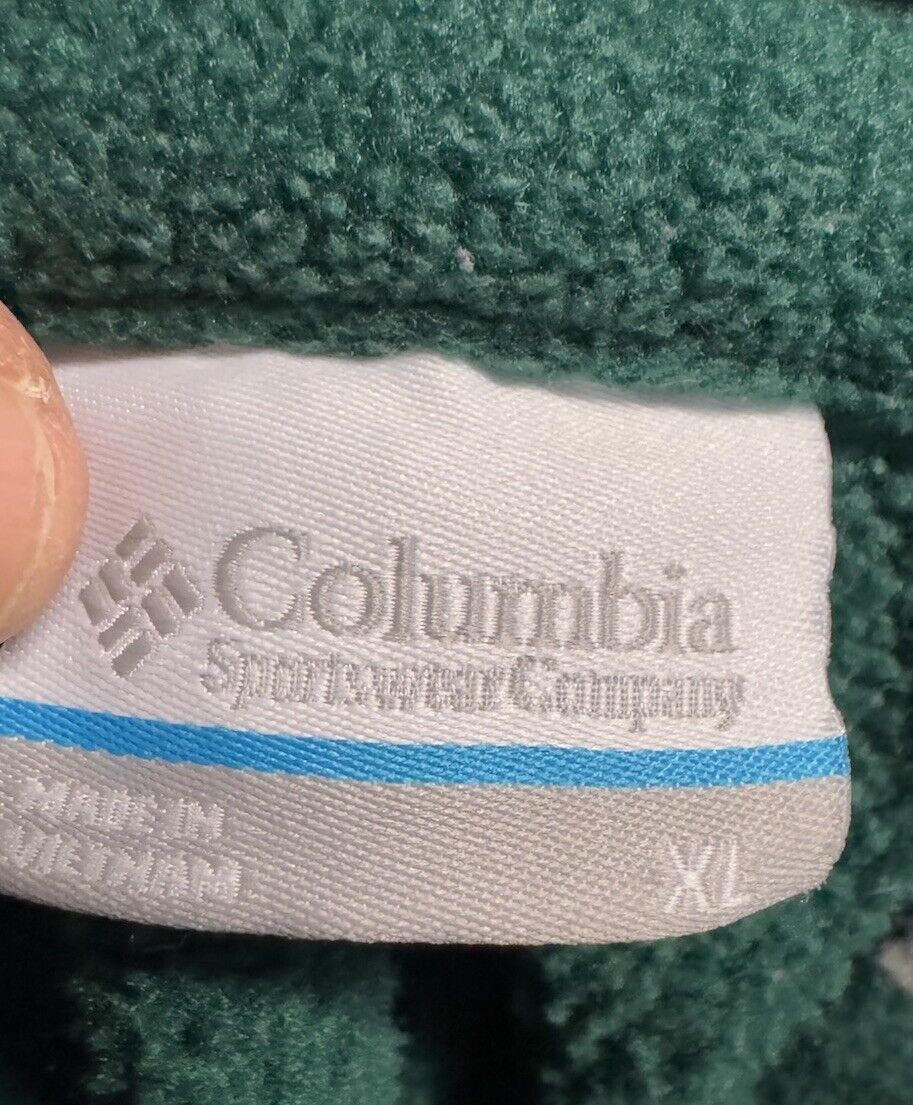 Columbia
Sportswear Company
MADE IN
VIETNAM
XL